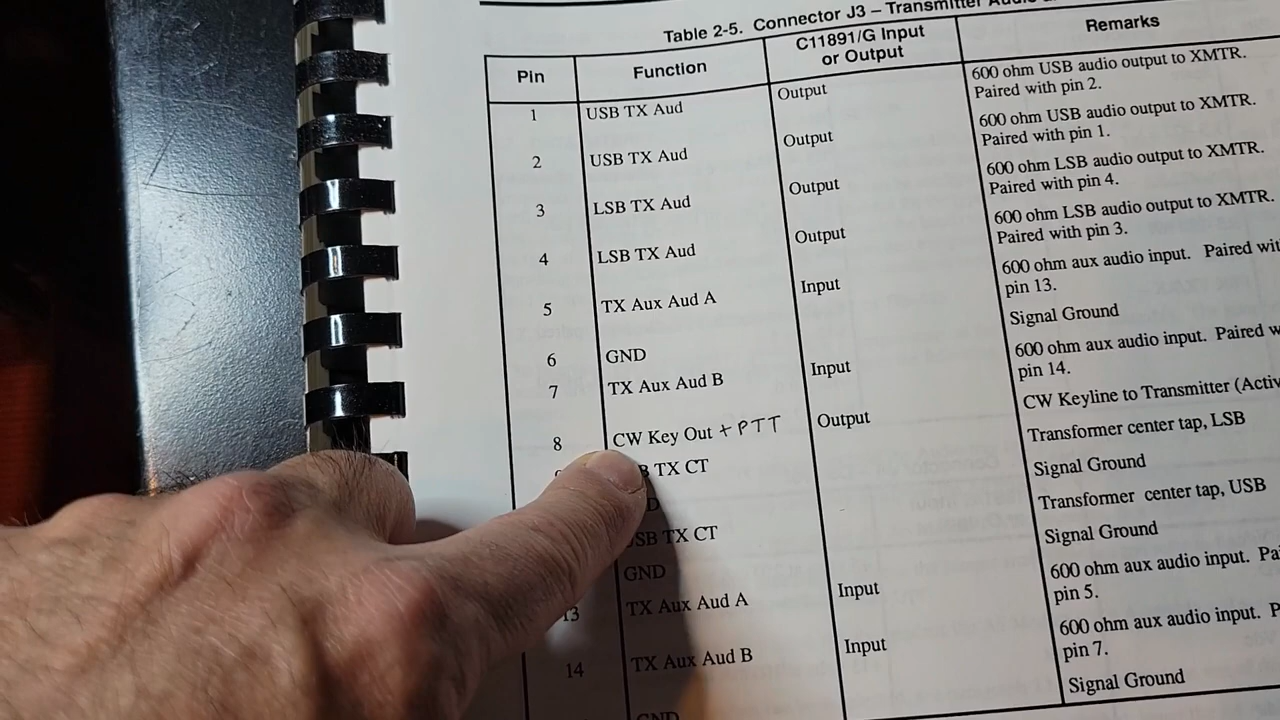 Table 2-5. Connector J3 – Transmitter Audio
Pin Function C11891/G Input or Output Remarks
1 USB TX Aud Output 600 ohm USB audio output to XMTR. Paired with pin 2.
2 USB TX Aud Output 600 ohm USB audio output to XMTR. Paired with pin 1.
3 LSB TX Aud Output 600 ohm LSB audio output to XMTR. Paired with pin 4.
4 LSB TX Aud Output 600 ohm LSB audio output to XMTR. Paired with pin 3.
5 TX Aux Aud A Input 600 ohm aux audio input. Paired pin 13.
6 GND Signal Ground
7 TX Aux Aud B Input 600 ohm aux audio input. Paired pin 14.
8 CW Key Out + PTT Output CW Keyline to Transmitter
TX CT Transformer center tap, LSB
Signal Ground
TX CT Transformer center tap, USB
GND Signal Ground
13 TX Aux Aud A Input 600 ohm aux audio input. pin 5.
14 TX Aux Aud B Input 600 ohm aux audio input. pin 7.
GND Signal Ground